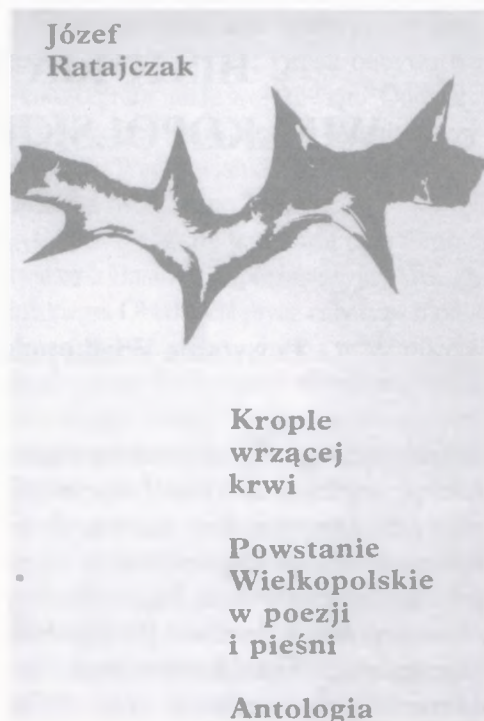 Józef
Ratajczak
Krople
wrzącej
krwi
Powstanie
Wielkopolskie
w poezji
i pieśni
Antologia